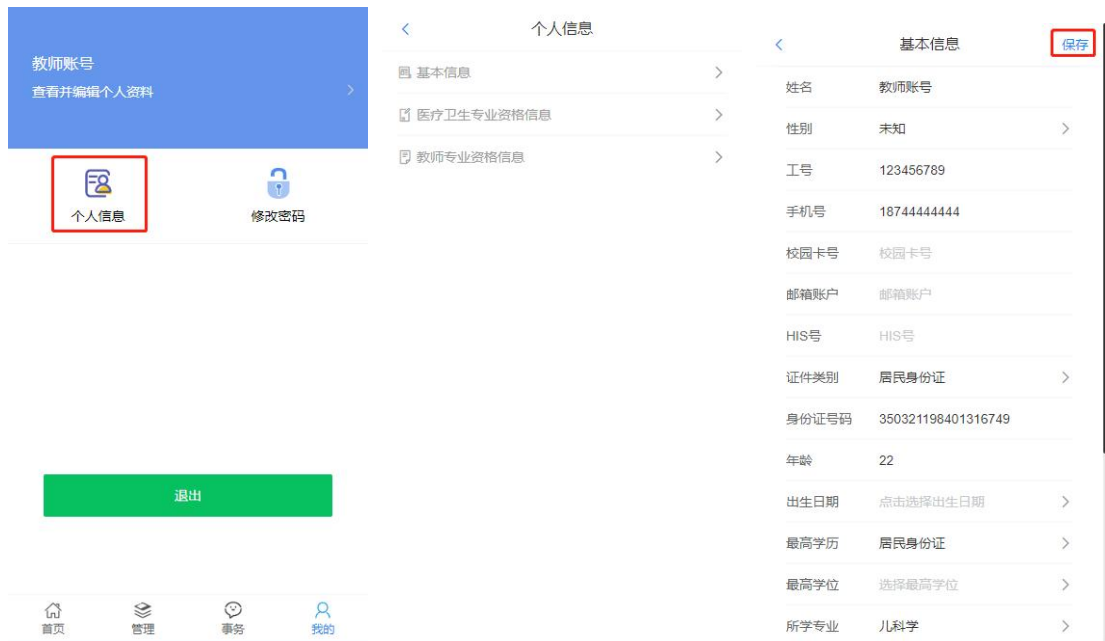 教师账号
查看并编辑个人资料
个人信息
修改密码
退出
首页
管理
事务
我的
个人信息
基本信息
医疗卫生专业资格信息
教师专业资格信息
基本信息
保存
姓名 教师账号
性别 未知
工号 123456789
手机号 18744444444
校园卡号 校园卡号
邮箱账户 邮箱账户
HIS号 HIS号
证件类别 居民身份证
身份证号码 350321198401316749
年龄 22
出生日期 点击选择出生日期
最高学历 居民身份证
最高学位 选择最高学位
所学专业 儿科学